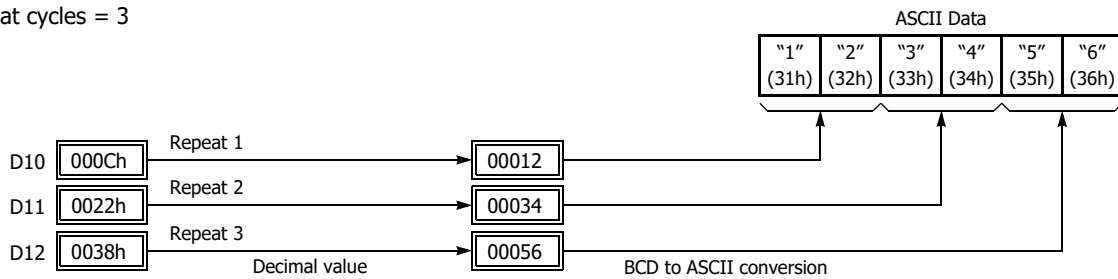 at cycles = 3
ASCII Data
"1" "2" "3" "4" "5" "6"
(31h) (32h) (33h) (34h) (35h) (36h)
D10 000Ch Repeat 1 00012
D11 0022h Repeat 2 00034
D12 0038h Repeat 3 00056
Decimal value BCD to ASCII conversion